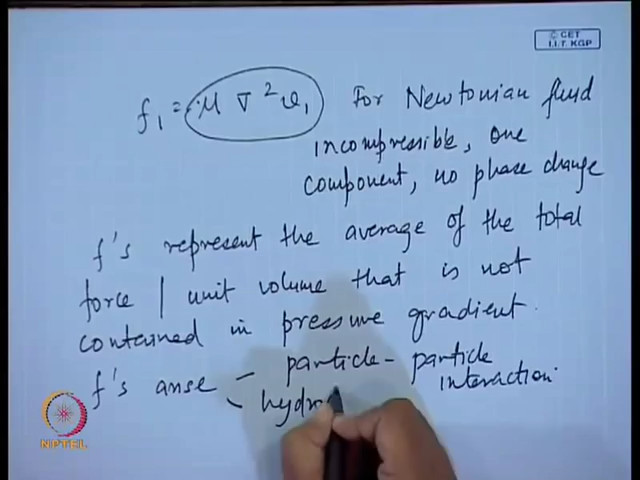 © CET
I.I.T. KGP
f₁ = μ ∇² v₁ For Newtonian fluid
incompressible, one
component, no phase change
f's represent the average of the total
force / unit volume that is not
contained in pressure gradient.
f's arise – particle – particle
interaction.
– hydr
NPTEL